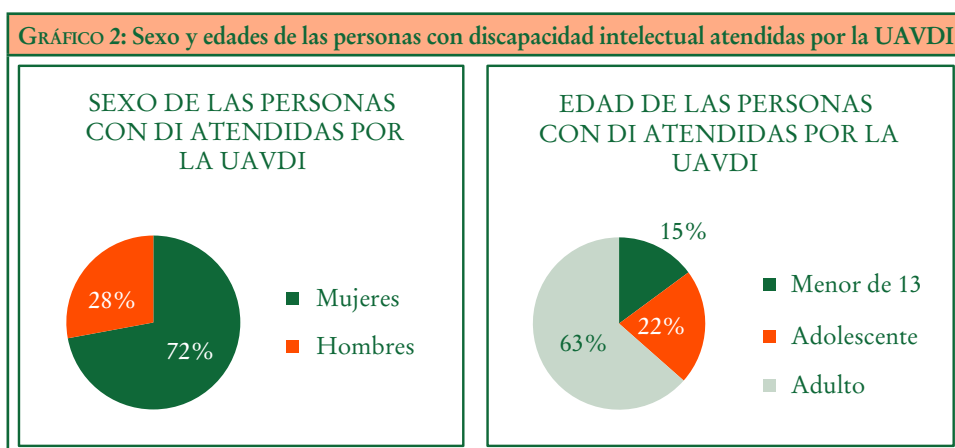 GRÁFICO 2: Sexo y edades de las personas con discapacidad intelectual atendidas por la UAVDI
SEXO DE LAS PERSONAS
CON DI ATENDIDAS POR
LA UAVDI
28%
72%
Mujeres
Hombres
EDAD DE LAS PERSONAS
CON DI ATENDIDAS POR LA
UAVDI
15%
22%
63%
Menor de 13
Adolescente
Adulto